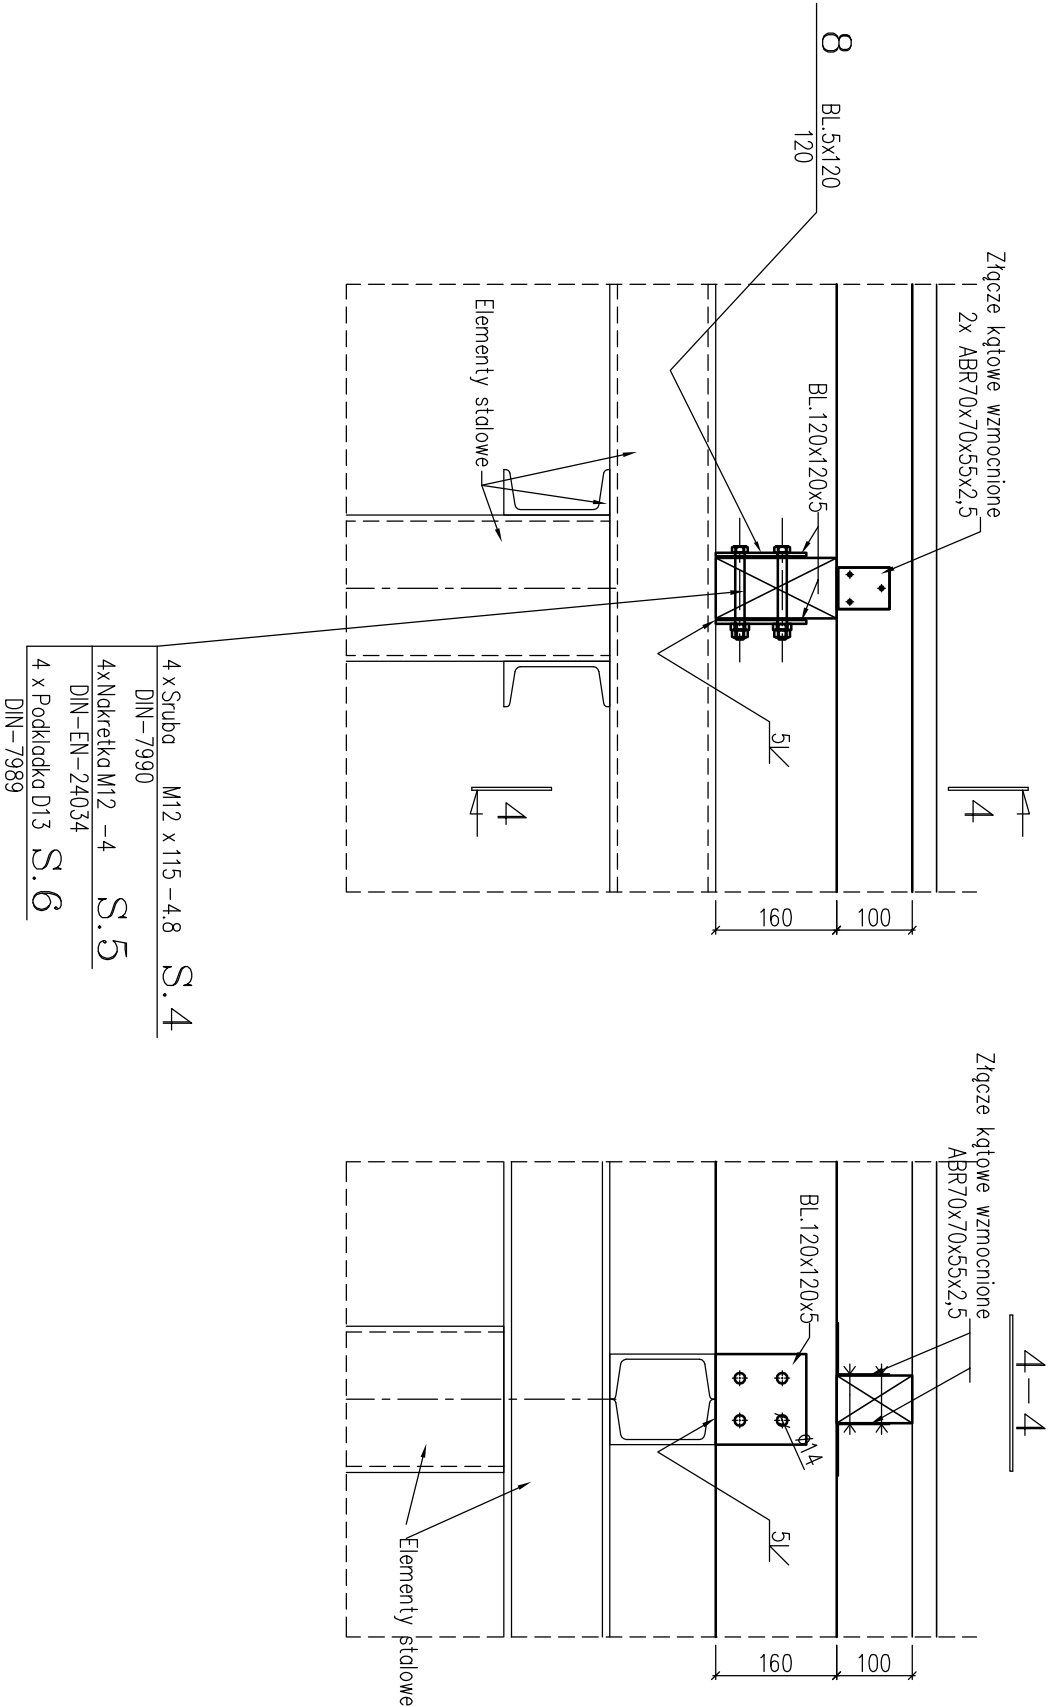 8
BL.5x120
120
Złącze kątowe wzmocnione
2x ABR70x70x55x2,5
BL.120x120x5
Elementy stalowe
5
4
4
160
100
4 x Sruba M12 x 115 -4.8 S.4
DIN-7990
4xNakretka M12 -4 S.5
DIN-EN-24034
4 x Podkladka D13 S.6
DIN-7989
4-4
Złącze kątowe wzmocnione
ABR70x70x55x2,5
BL.120x120x5
Ø14
5
Elementy stalowe
160
100